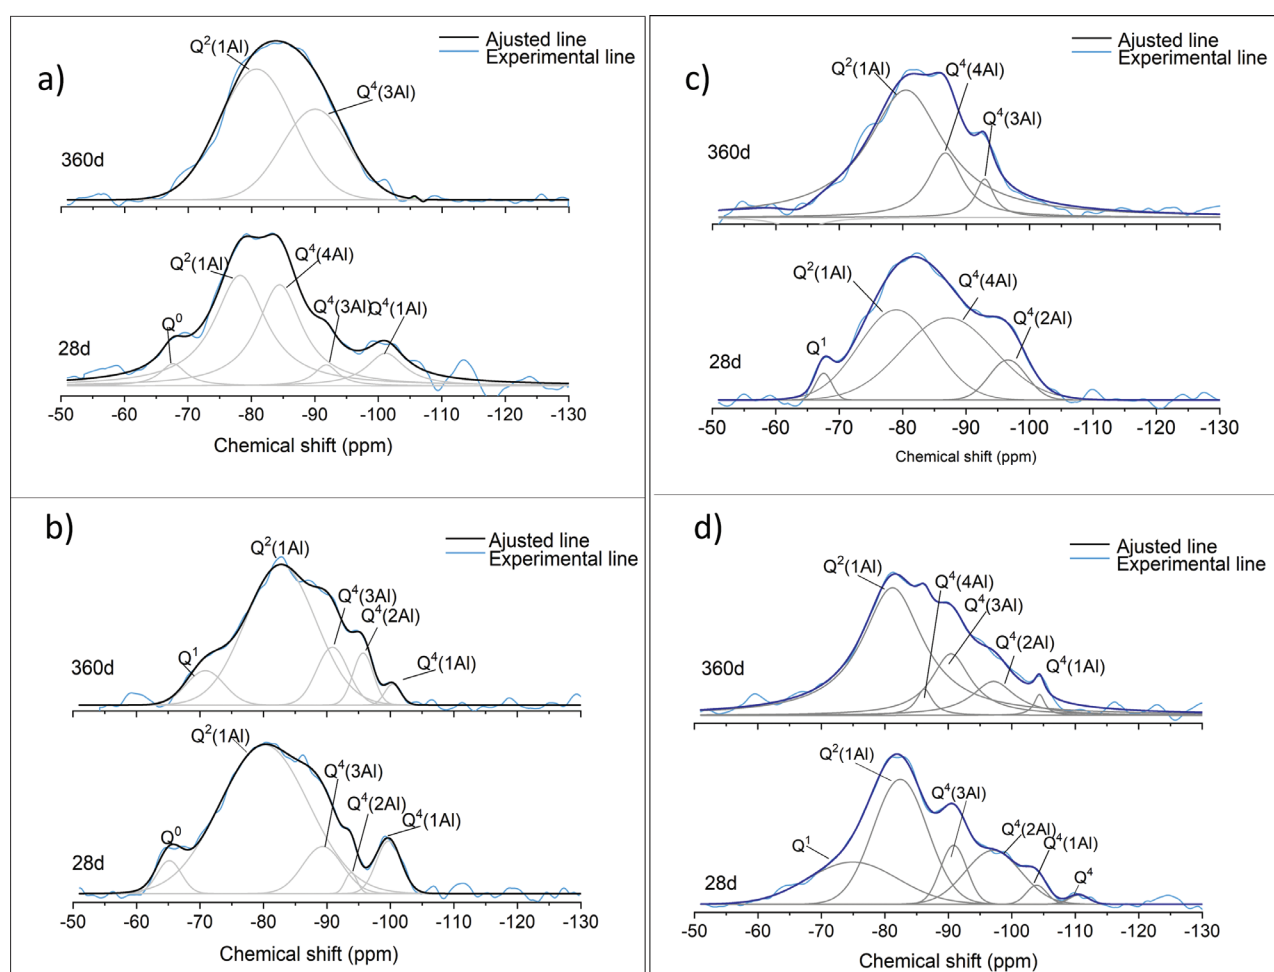 a)
Ajusted line
Experimental line
Q²(1Al)
Q⁴(3Al)
360d
Q²(1Al)
Q⁴(4Al)
Q⁰
Q⁴(3Al)
Q⁴(1Al)
28d
-50 -60 -70 -80 -90 -100 -110 -120 -130
Chemical shift (ppm)
c)
Ajusted line
Experimental line
Q²(1Al)
Q⁴(4Al)
Q⁴(3Al)
360d
Q²(1Al)
Q⁴(4Al)
Q⁴(2Al)
Q¹
28d
-50 -60 -70 -80 -90 -100 -110 -120 -130
Chemical shift (ppm)
b)
Ajusted line
Experimental line
Q²(1Al)
Q⁴(3Al)
Q⁴(2Al)
Q¹
Q⁴(1Al)
360d
Q²(1Al)
Q⁴(3Al)
Q⁴(2Al)
Q⁴(1Al)
Q⁰
28d
-50 -60 -70 -80 -90 -100 -110 -120 -130
Chemical shift (ppm)
d)
Ajusted line
Experimental line
Q²(1Al)
Q⁴(4Al)
Q⁴(3Al)
Q⁴(2Al)
Q⁴(1Al)
360d
Q²(1Al)
Q⁴(3Al)
Q⁴(2Al)
Q⁴(1Al)
Q¹
Q⁴
28d
-50 -60 -70 -80 -90 -100 -110 -120 -130
Chemical shift (ppm)